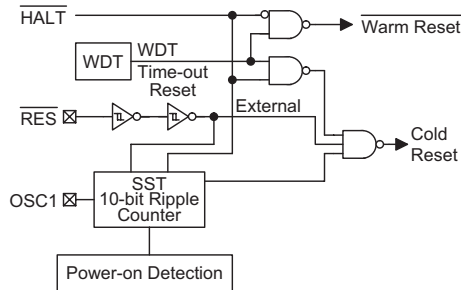 HALT
Warm Reset
WDT
WDT
Time-out
Reset
RES
External
Cold
Reset
OSC1
SST
10-bit Ripple
Counter
Power-on Detection